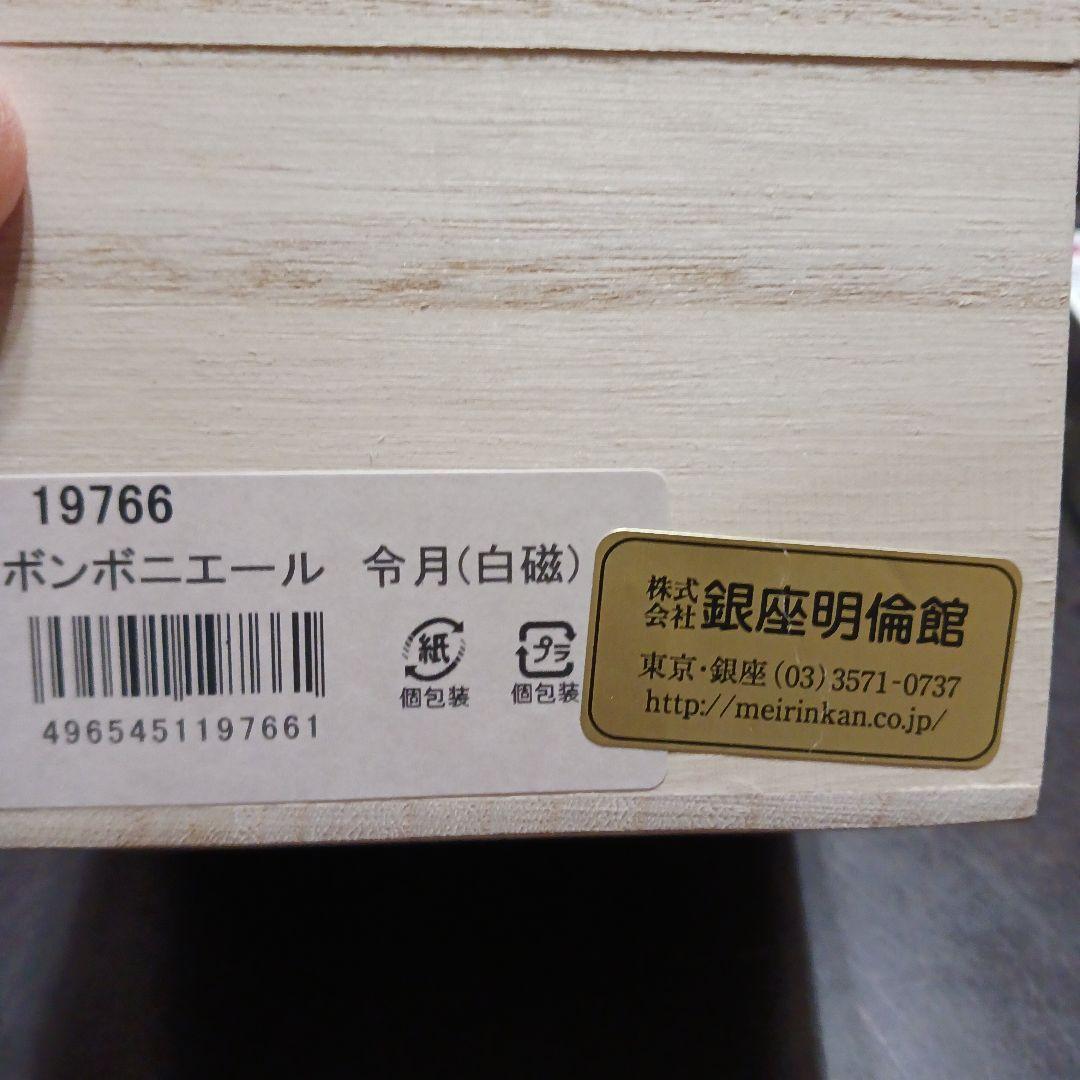 19766
ボンボニエール 令月(白磁)
4965451197661
紙
個包装
プラ
個包装
株式会社 銀座明倫館
東京・銀座 (03)3571-0737
http://meirinkan.co.jp/